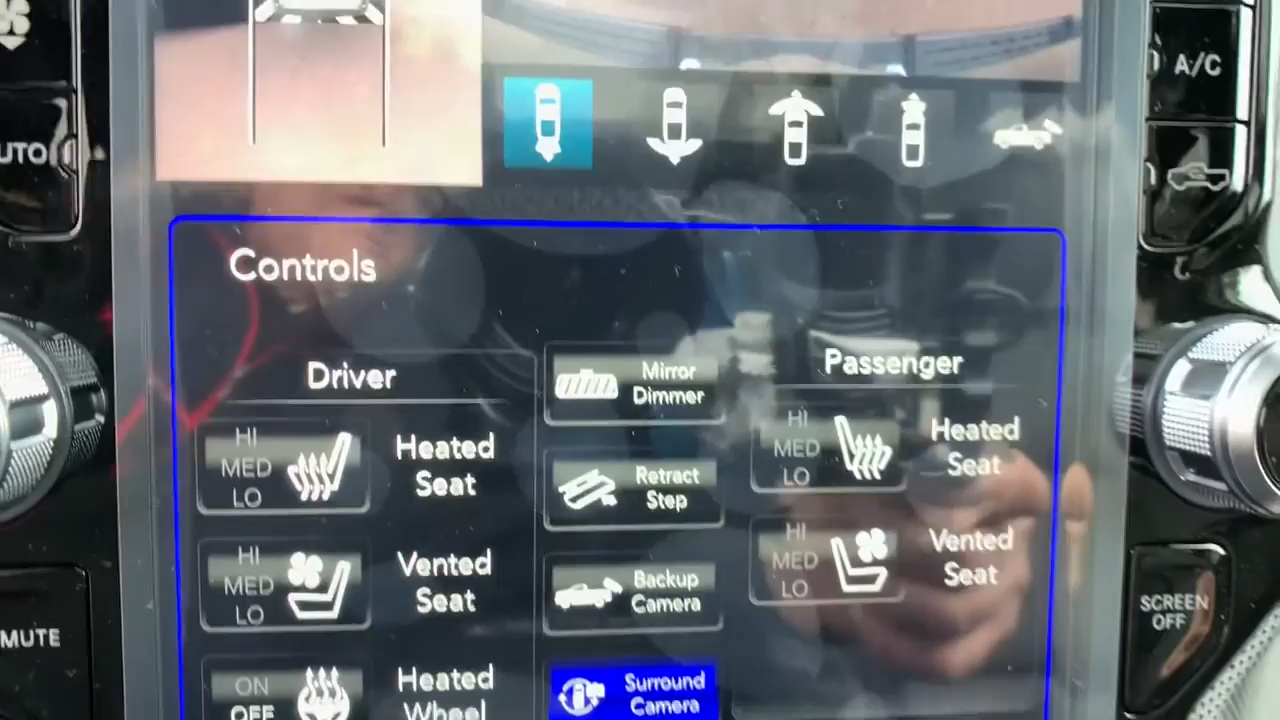 A/C
UTO
Controls
Driver
Mirror
Dimmer
Passenger
HI
MED
LO
Heated
Seat
Retract
Step
HI
MED
LO
Heated
Seat
HI
MED
LO
Vented
Seat
Backup
Camera
HI
MED
LO
Vented
Seat
SCREEN
OFF
MUTE
ON
OFF
Heated
Wheel
Surround
Camera